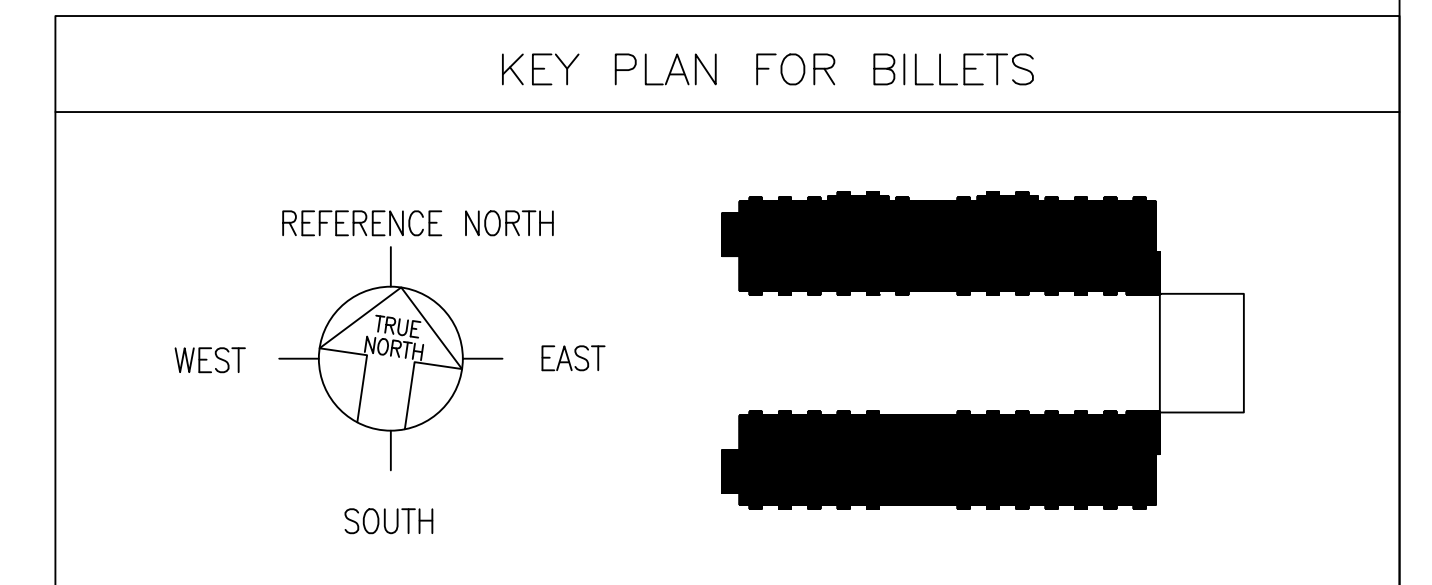 KEY PLAN FOR BILLETS
REFERENCE NORTH
TRUE
NORTH
WEST
EAST
SOUTH